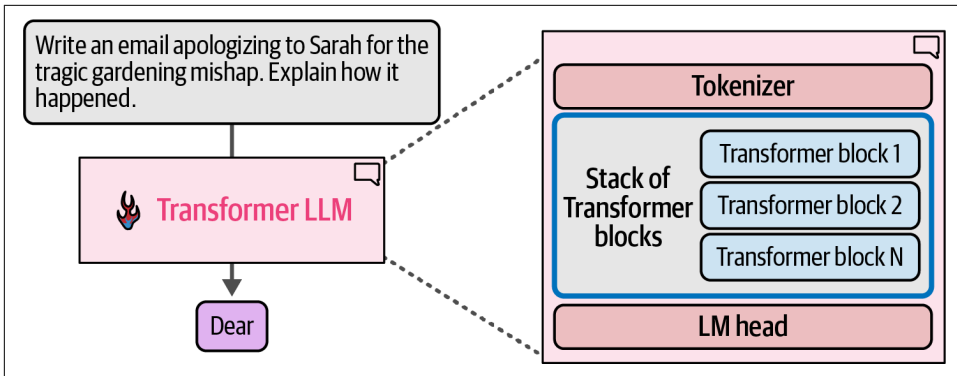 Write an email apologizing to Sarah for the
tragic gardening mishap. Explain how it
happened.
Transformer LLM
Dear
Tokenizer
Stack of
Transformer
blocks
Transformer block 1
Transformer block 2
Transformer block N
LM head